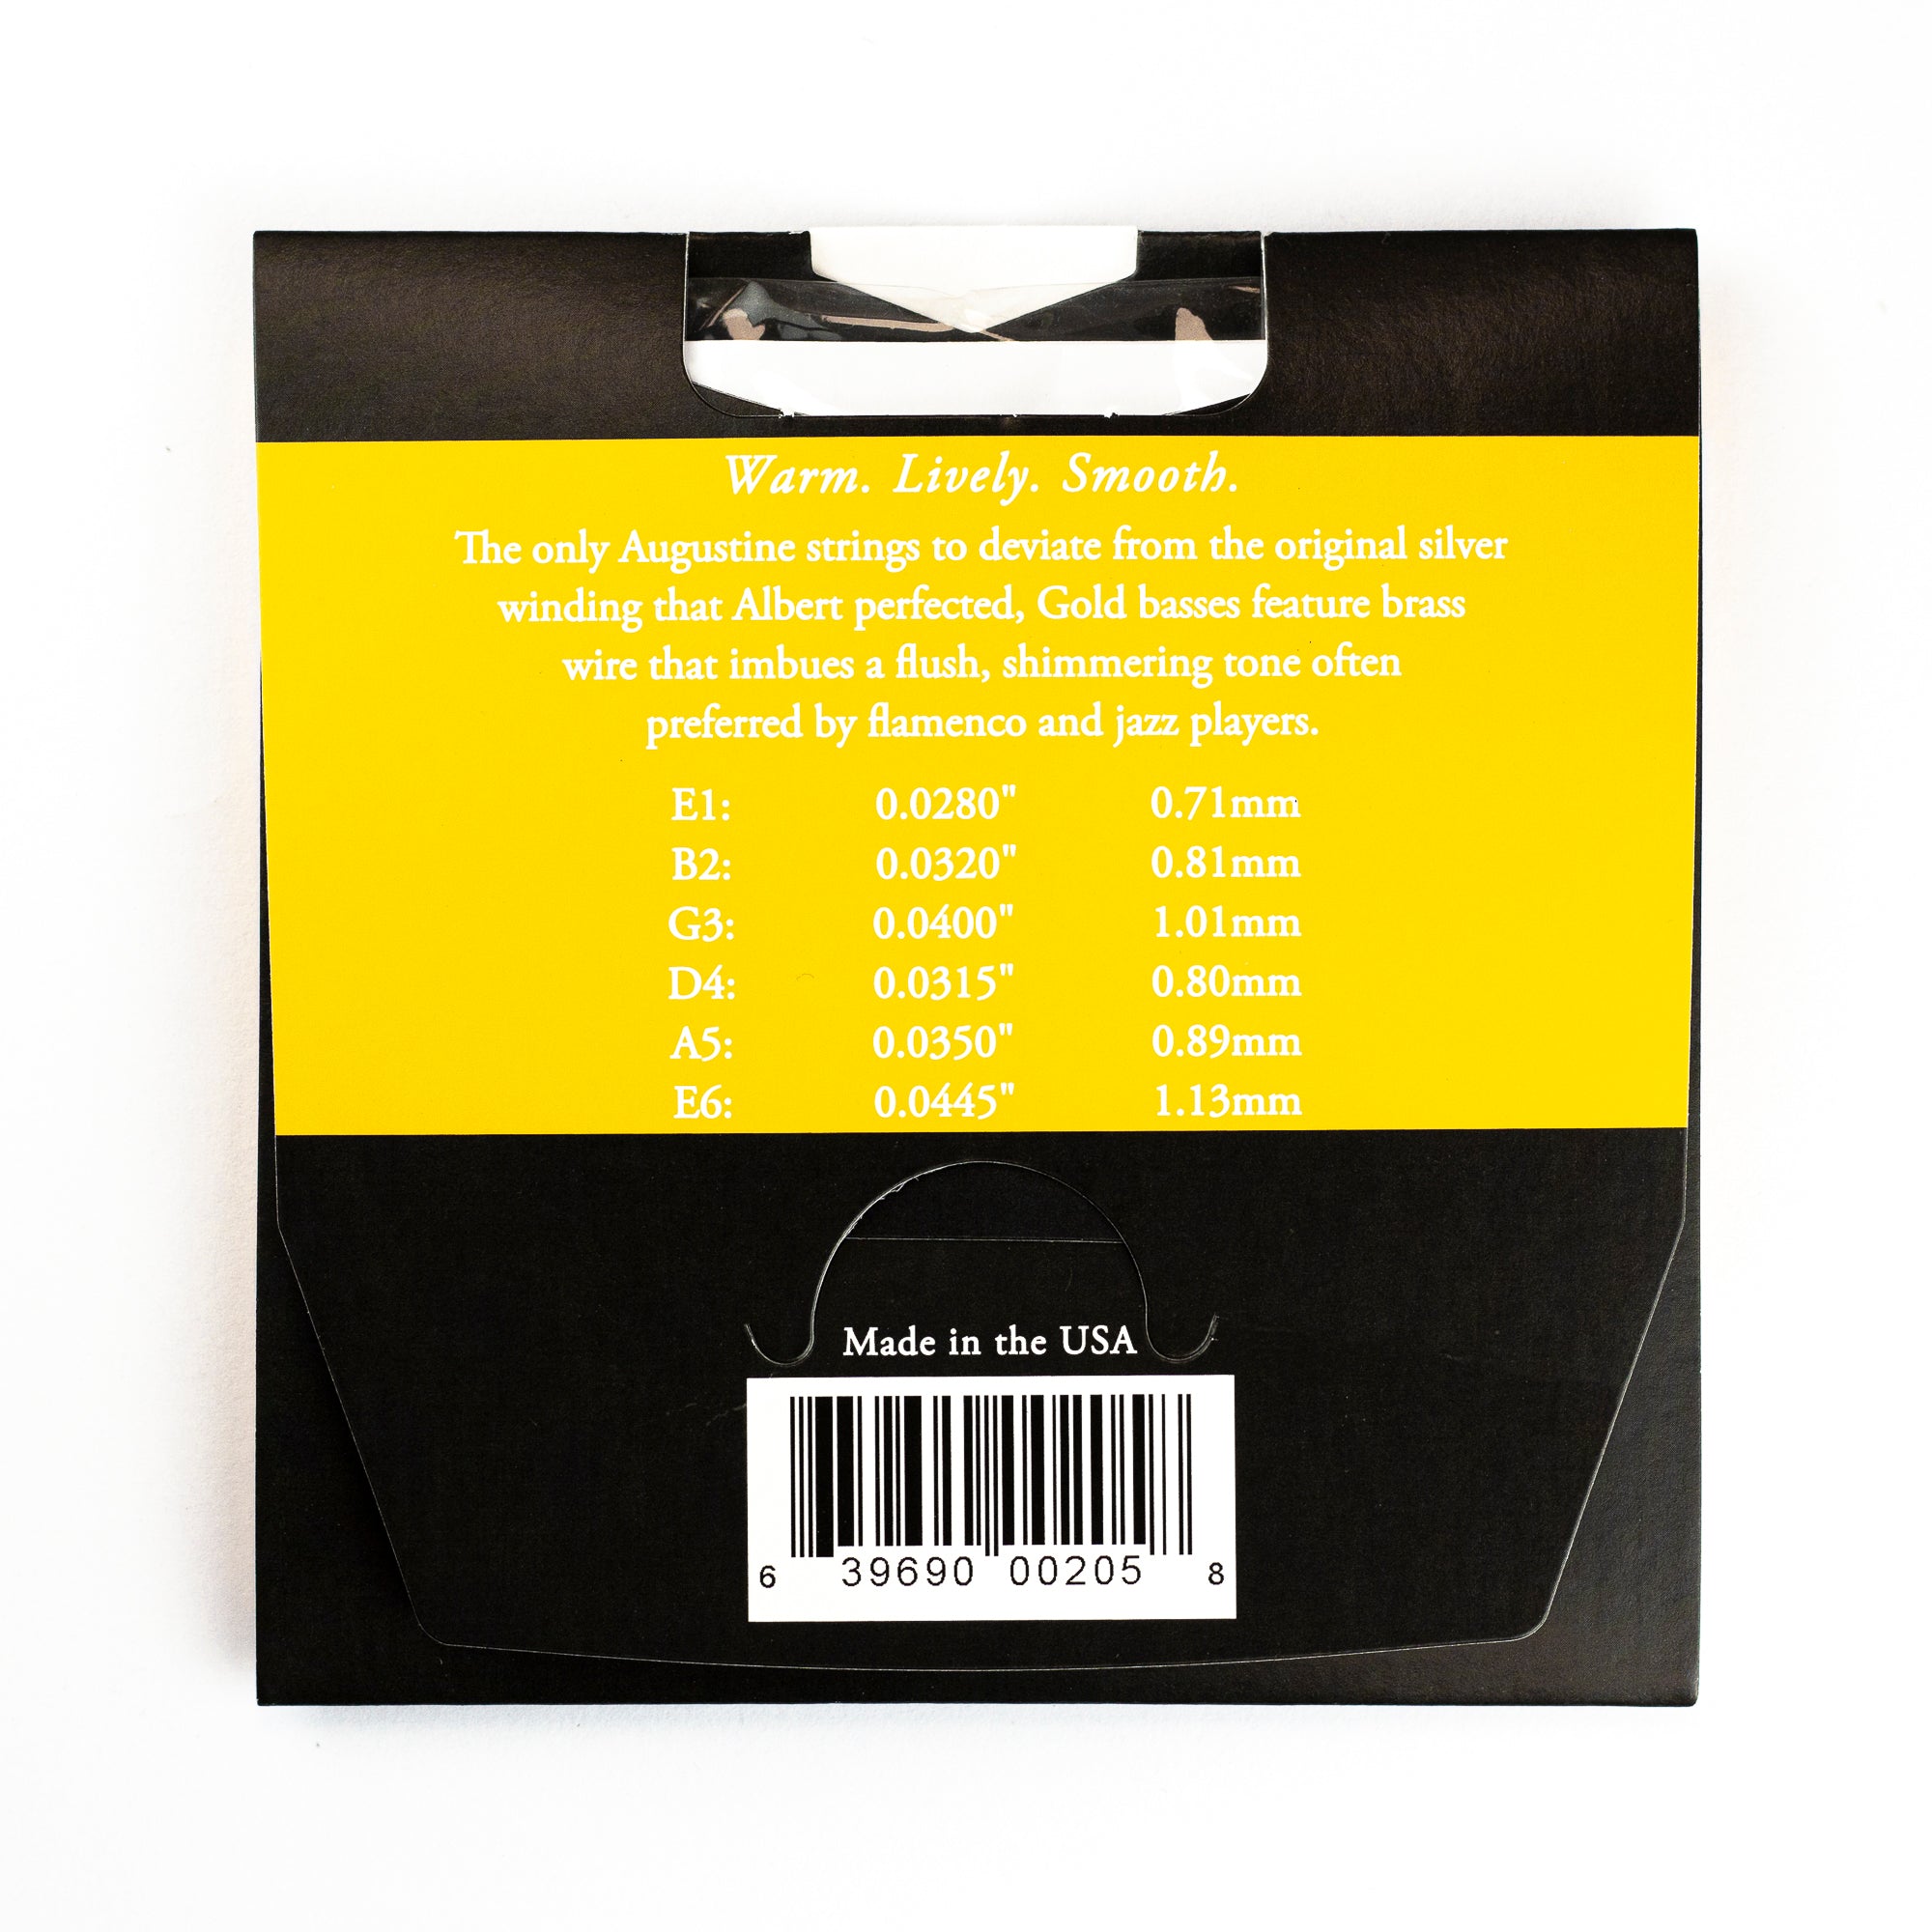 Warm. Lively. Smooth.
The only Augustine strings to deviate from the original silver
winding that Albert perfected, Gold basses feature brass
wire that imbues a flush, shimmering tone often
preferred by flamenco and jazz players.
E1: 0.0280" 0.71mm
B2: 0.0320" 0.81mm
G3: 0.0400" 1.01mm
D4: 0.0315" 0.80mm
A5: 0.0350" 0.89mm
E6: 0.0445" 1.13mm
Made in the USA
6 39690 00205 8